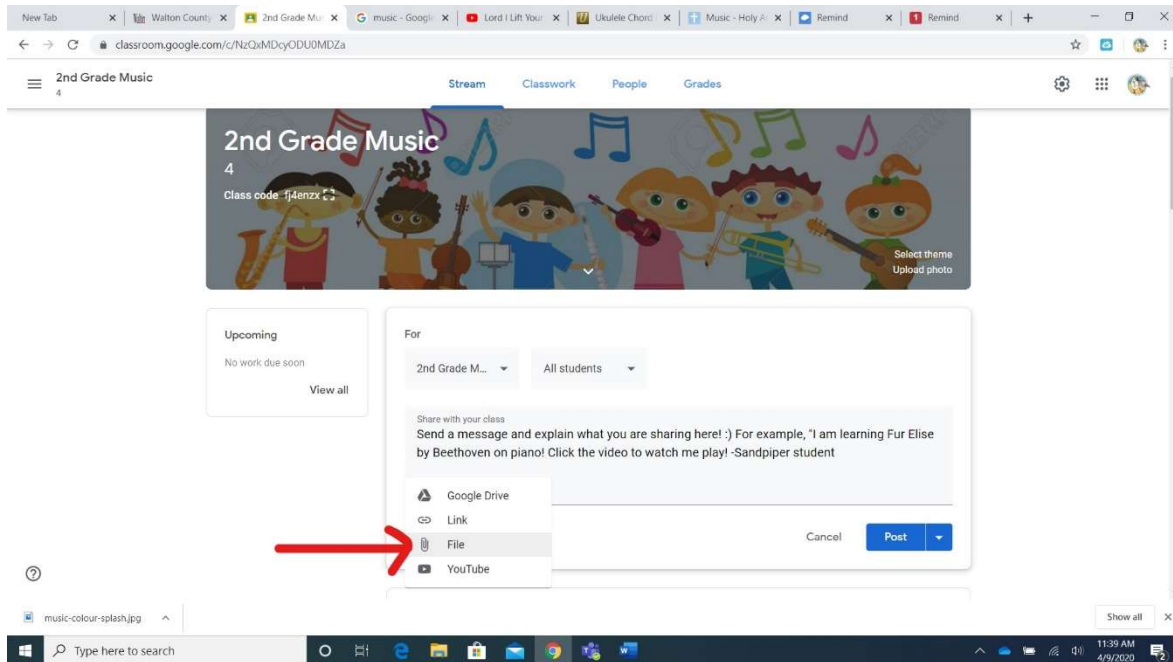 New Tab
Walton County
2nd Grade Mu
music - Google
Lord I Lift Your
Ukulele Chord
Music - Holy A
Remind
Remind
classroom.google.com/c/NzQxMDcyODU0MDZa
2nd Grade Music
4
Stream Classwork People Grades
2nd Grade Music
4
Class code fj4enzx
Select theme
Upload photo
Upcoming
No work due soon
View all
For
2nd Grade M... All students
Share with your class
Send a message and explain what you are sharing here! :) For example, "I am learning Fur Elise
by Beethoven on piano! Click the video to watch me play! -Sandpiper student
Google Drive
Link
File
YouTube
Cancel Post
music-colour-splash.jpg
Show all
Type here to search
11:39 AM
4/9/2020